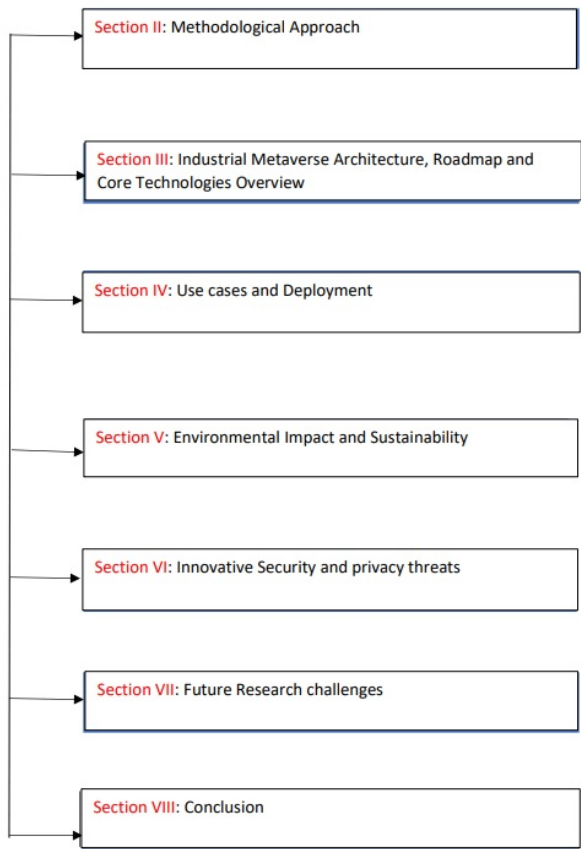 Section II: Methodological Approach
Section III: Industrial Metaverse Architecture, Roadmap and
Core Technologies Overview
Section IV: Use cases and Deployment
Section V: Environmental Impact and Sustainability
Section VI: Innovative Security and privacy threats
Section VII: Future Research challenges
Section VIII: Conclusion